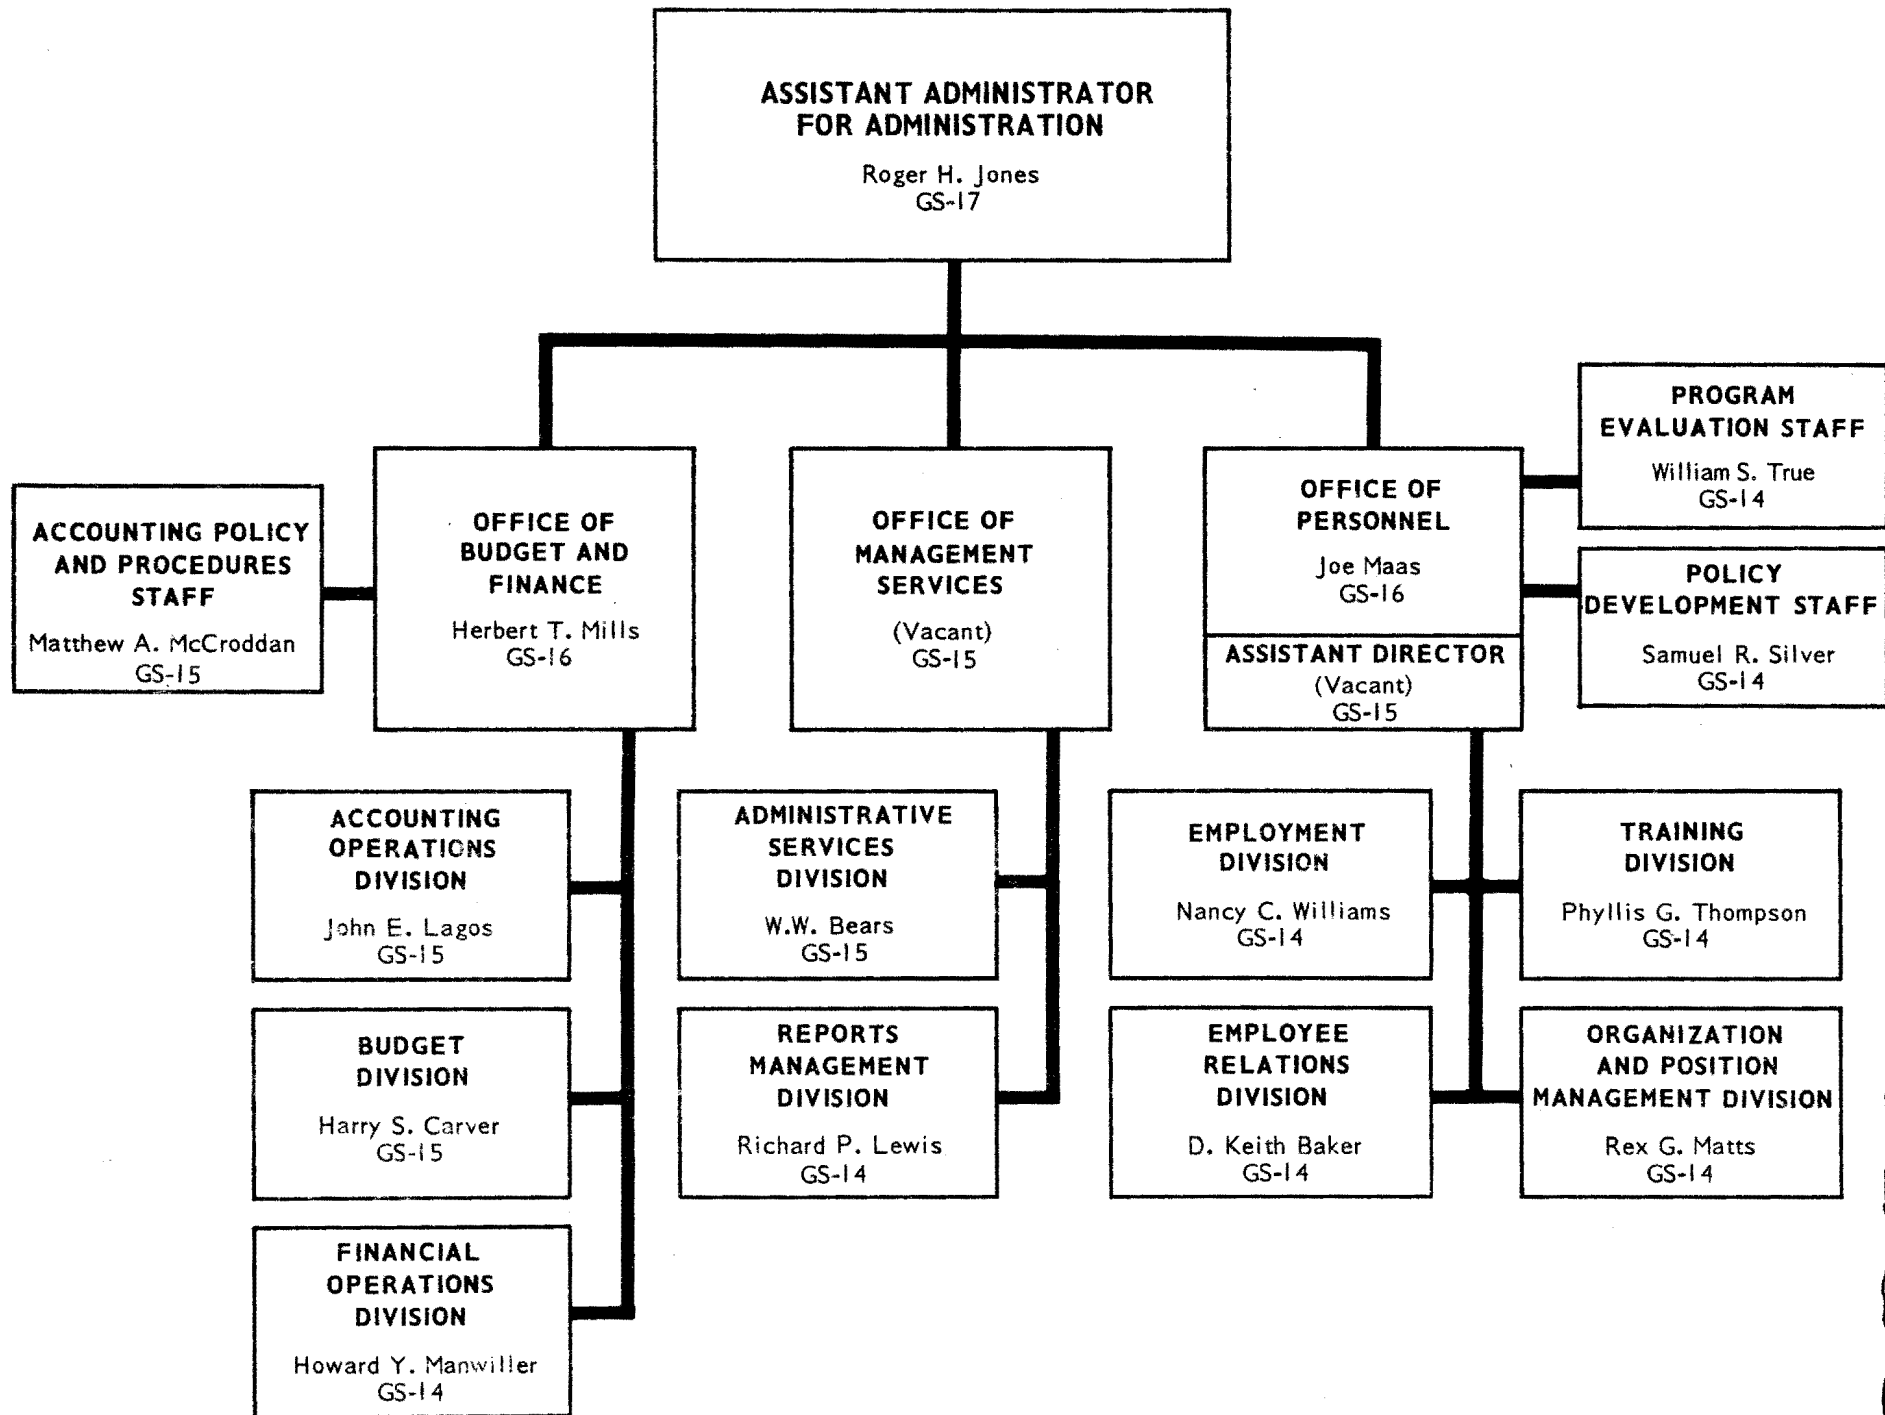 ASSISTANT ADMINISTRATOR
FOR ADMINISTRATION
Roger H. Jones
GS-17
PROGRAM
EVALUATION STAFF
William S. True
GS-14
ACCOUNTING POLICY
AND PROCEDURES
STAFF
Matthew A. McCroddan
GS-15
OFFICE OF
BUDGET AND
FINANCE
Herbert T. Mills
GS-16
OFFICE OF
MANAGEMENT
SERVICES
(Vacant)
GS-15
OFFICE OF
PERSONNEL
Joe Maas
GS-16
ASSISTANT DIRECTOR
(Vacant)
GS-15
POLICY
DEVELOPMENT STAFF
Samuel R. Silver
GS-14
ACCOUNTING
OPERATIONS
DIVISION
John E. Lagos
GS-15
ADMINISTRATIVE
SERVICES
DIVISION
W.W. Bears
GS-15
EMPLOYMENT
DIVISION
Nancy C. Williams
GS-14
TRAINING
DIVISION
Phyllis G. Thompson
GS-14
BUDGET
DIVISION
Harry S. Carver
GS-15
REPORTS
MANAGEMENT
DIVISION
Richard P. Lewis
GS-14
EMPLOYEE
RELATIONS
DIVISION
D. Keith Baker
GS-14
ORGANIZATION
AND POSITION
MANAGEMENT DIVISION
Rex G. Matts
GS-14
FINANCIAL
OPERATIONS
DIVISION
Howard Y. Manwiller
GS-14